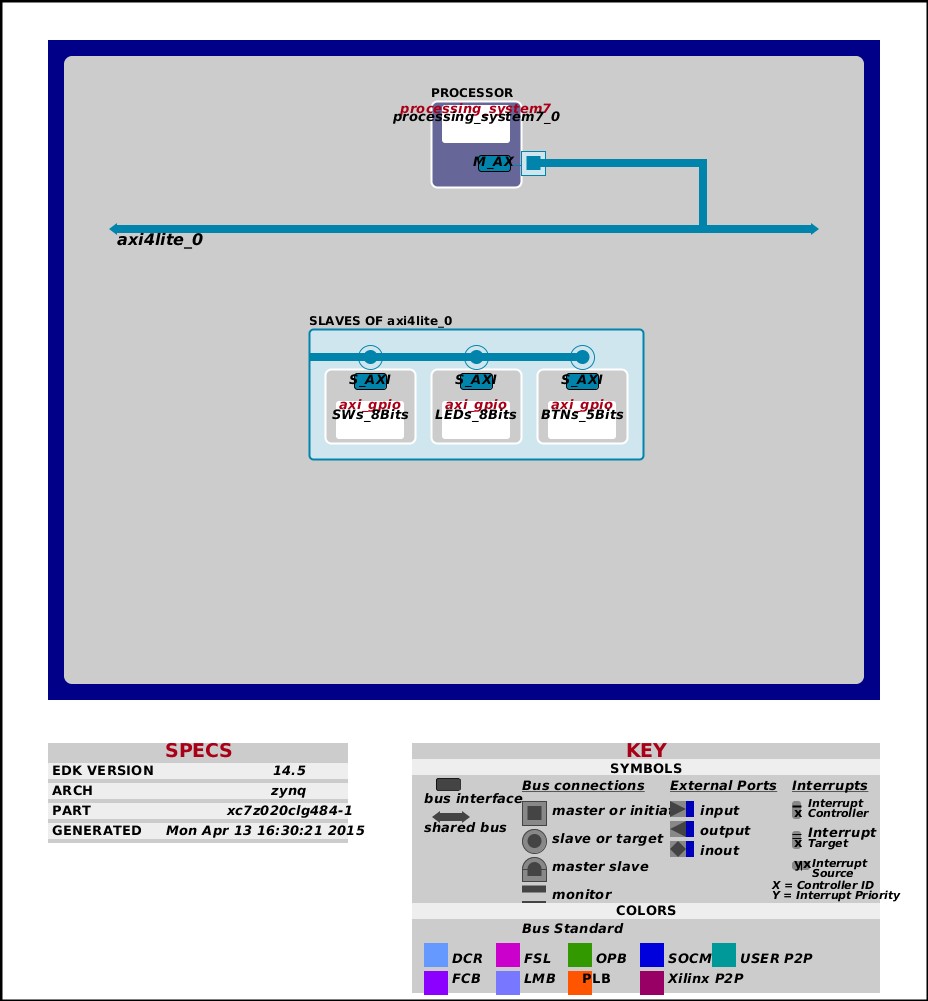 PROCESSOR
processing_system7
processing_system7_0
M_AX
axi4lite_0
SLAVES OF axi4lite_0
S_AXI S_AXI S_AXI
axi_gpio axi_gpio axi_gpio
SWs_8Bits LEDs_8Bits BTNs_5Bits
SPECS
EDK VERSION 14.5
ARCH zynq
PART xc7z020clg484-1
GENERATED Mon Apr 13 16:30:21 2015
KEY
SYMBOLS
bus interface
shared bus
Bus connections
master or initia
slave or target
master slave
monitor
External Ports
input
output
inout
Interrupts
x Interrupt
Controller
x Interrupt
Target
yx Interrupt
Source
X = Controller ID
Y = Interrupt Priority
COLORS
Bus Standard
DCR FSL OPB SOCM USER P2P
FCB LMB PLB Xilinx P2P